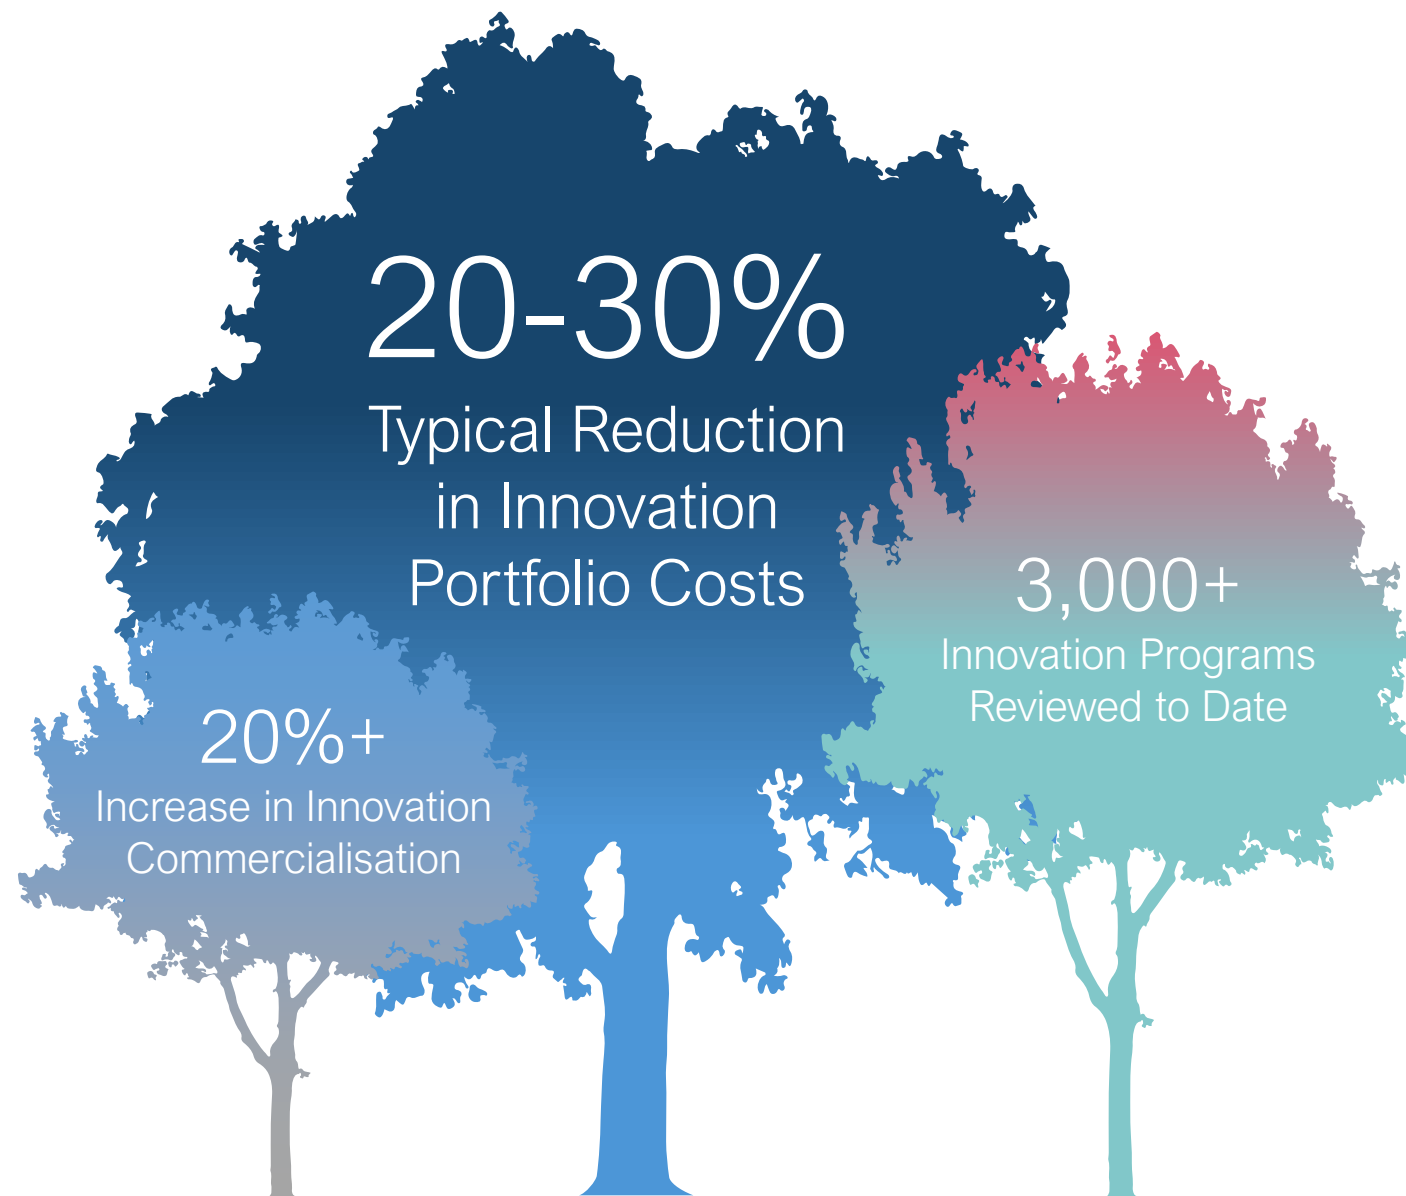 20-30%
Typical Reduction
in Innovation
Portfolio Costs
3,000+
Innovation Programs
Reviewed to Date
20%+
Increase in Innovation
Commercialisation